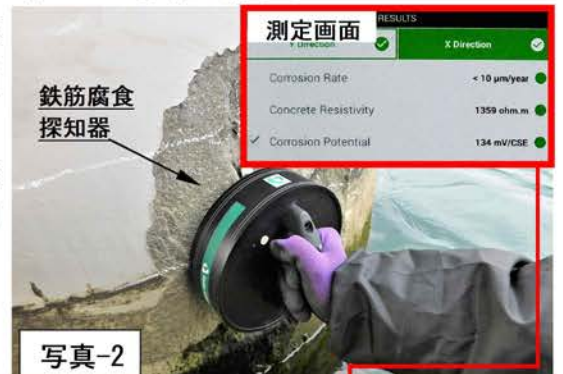 測定画面
RESULTS
Y Direction
X Direction
Corrosion Rate
< 10 μm/year
Concrete Resistivity
1359 ohm.m
Corrosion Potential
134 mV/CSE
鉄筋腐食
探知器
写真-2